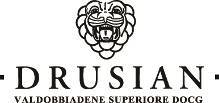 DRUSIAN
VALDOBBIADENE SUPERIORE DOCG